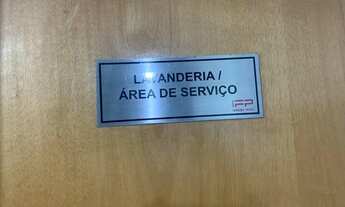 LAVANDERIA /
ÁREA DE SERVIÇO